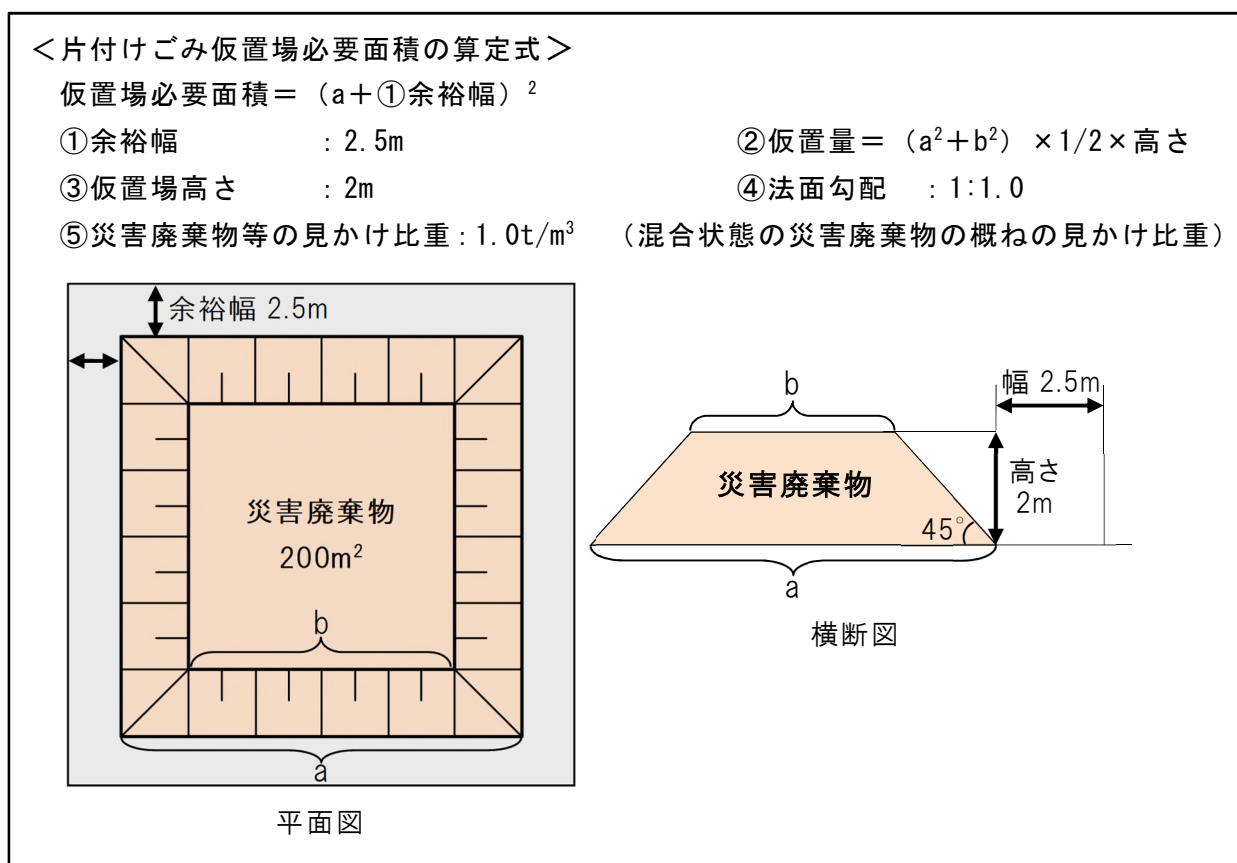 ＜片付けごみ仮置場必要面積の算定式＞
仮置場必要面積＝（a＋①余裕幅）²
①余裕幅　：2.5m　②仮置量＝（a²＋b²）×1/2×高さ
③仮置場高さ　：2m　④法面勾配　：1:1.0
⑤災害廃棄物等の見かけ比重：1.0t/m³　（混合状態の災害廃棄物の概ねの見かけ比重）
余裕幅 2.5m
災害廃棄物
200m²
b
a
平面図
b
幅 2.5m
災害廃棄物
高さ
2m
45°
a
横断図